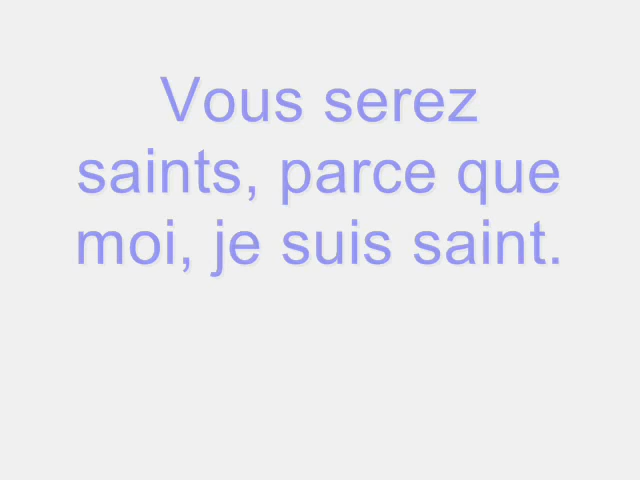 Vous serez
saints, parce que
moi, je suis saint.